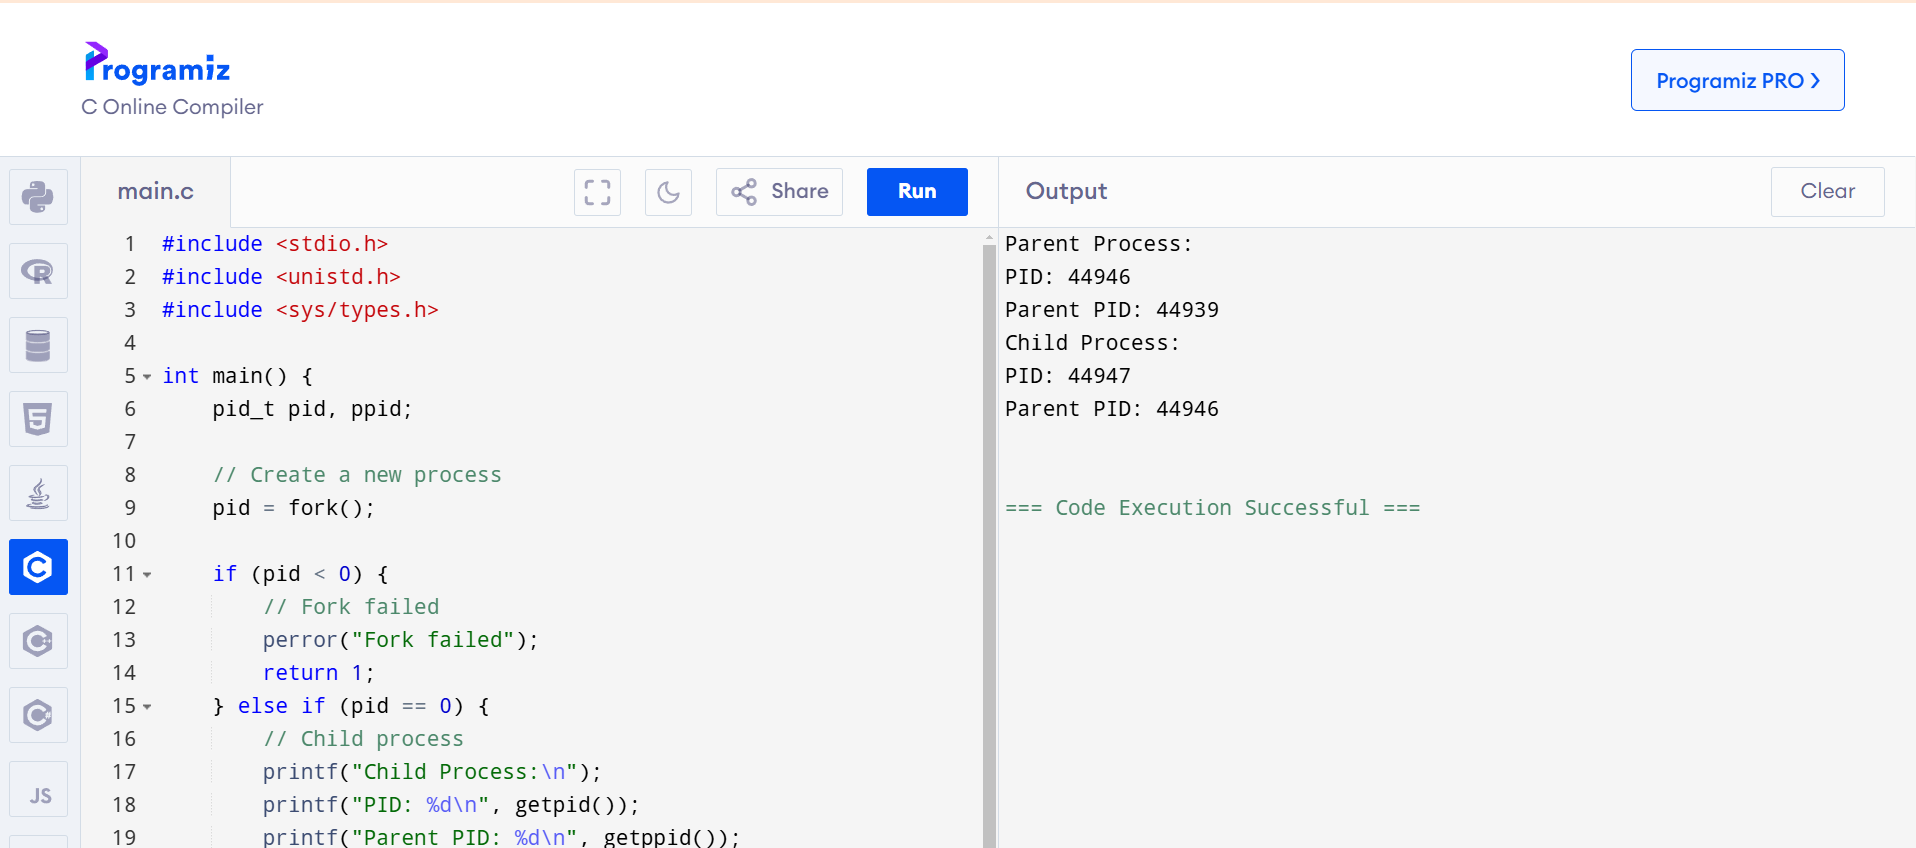 Programiz
C Online Compiler
Programiz PRO ❯
main.c
Share
Run
Output
Clear
1 #include <stdio.h>
2 #include <unistd.h>
3 #include <sys/types.h>
4
5 int main() {
6     pid_t pid, ppid;
7
8     // Create a new process
9     pid = fork();
10
11     if (pid < 0) {
12         // Fork failed
13         perror("Fork failed");
14         return 1;
15     } else if (pid == 0) {
16         // Child process
17         printf("Child Process:\n");
18         printf("PID: %d\n", getpid());
19         printf("Parent PID: %d\n", getppid());
Parent Process:
PID: 44946
Parent PID: 44939
Child Process:
PID: 44947
Parent PID: 44946
=== Code Execution Successful ===
R
5
C
C++
C#
JS